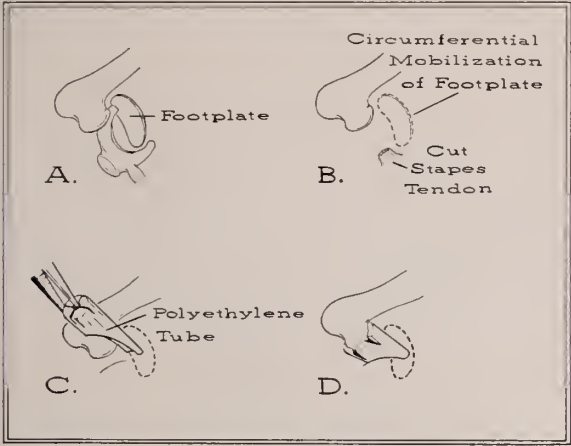 Circumferential
Mobilization
of Footplate
Footplate
Cut
Stapes
Tendon
A.
B.
Polyethylene
Tube
C.
D.